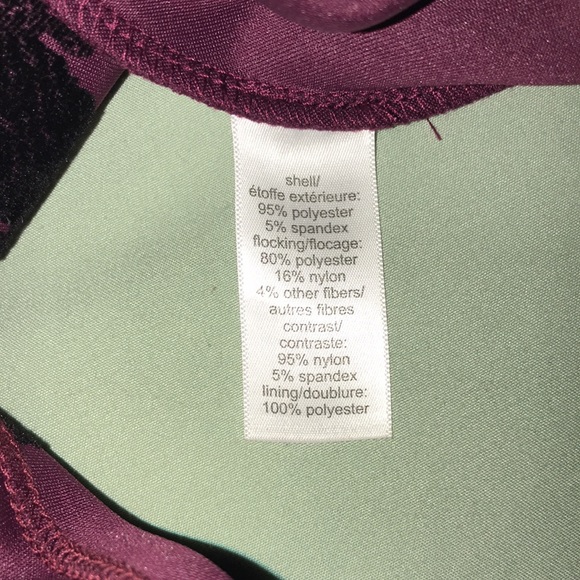 shell/
étoffe extérieure:
95% polyester
5% spandex
flocking/flocage:
80% polyester
16% nylon
4% other fibers/
autres fibres
contrast/
contraste:
95% nylon
5% spandex
lining/doublure:
100% polyester